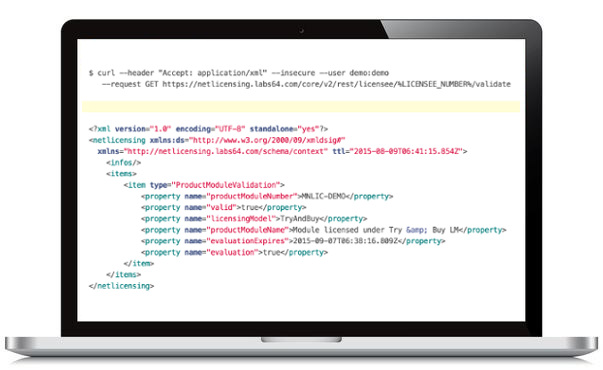 $ curl --header "Accept: application/xml" --insecure --user demo:demo
--request GET https://netlicensing.labs64.com/core/v2/rest/licensee/%LICENSEE_NUMBER%/validate
<?xml version="1.0" encoding="UTF-8" standalone="yes"?>
<netlicensing xmlns:ds="http://www.w3.org/2000/09/xmldsig#"
xmlns="http://netlicensing.labs64.com/schema/context" ttl="2015-08-09T06:41:15.854Z">
<infos/>
<items>
<item type="ProductModuleValidation">
<property name="productModuleNumber">MNLIC-DEMO</property>
<property name="valid">true</property>
<property name="licensingModel">TryAndBuy</property>
<property name="productModuleName">Module licensed under Try &amp; Buy LM</property>
<property name="evaluationExpires">2015-09-07T06:38:16.809Z</property>
<property name="evaluation">true</property>
</item>
</items>
</netlicensing>